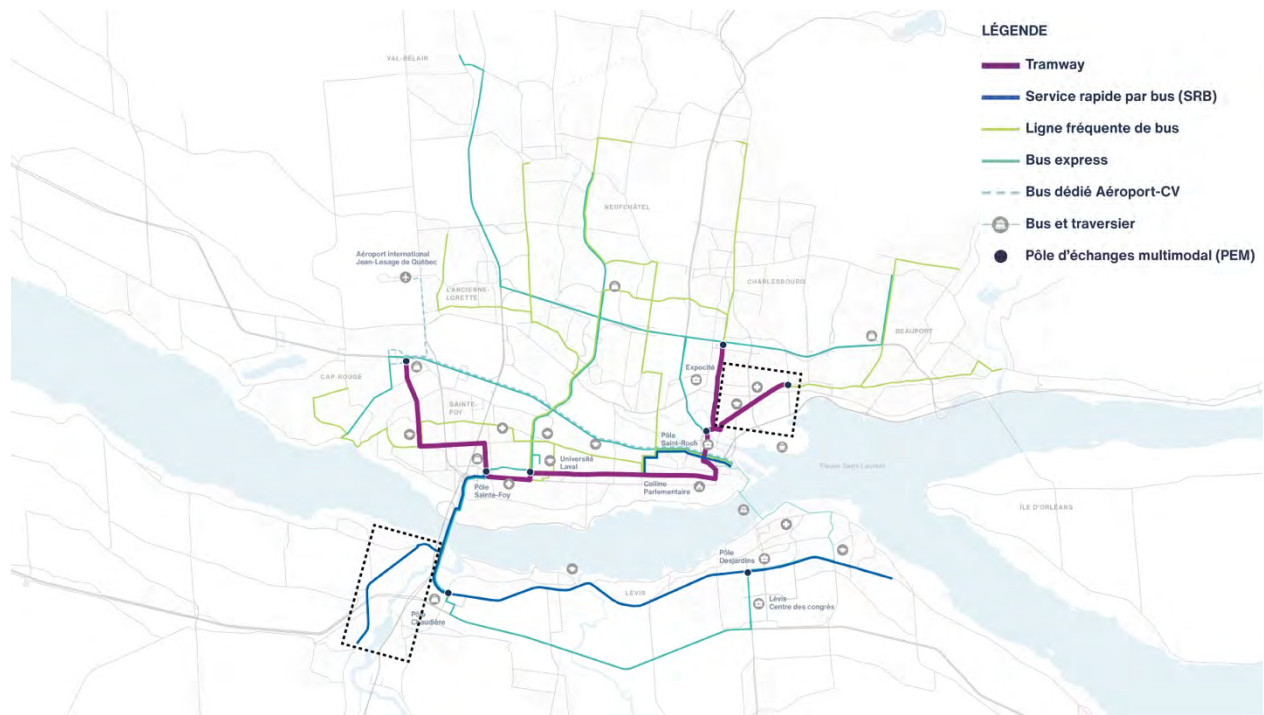 LÉGENDE
Tramway
Service rapide par bus (SRB)
Ligne fréquente de bus
Bus express
Bus dédié Aéroport-CV
Bus et traversier
Pôle d'échanges multimodal (PEM)
VAL-BÉLAIR
NEUFCHÂTEL
Aéroport International
Jean-Lesage de Québec
L'ANCIENNE-
LORETTE
CHARLESBOURG
BEAUPORT
Expocité
CAP-ROUGE
SAINTE-
FOY
Pôle
Saint-Roch
Université
Laval
Pôle
Sainte-Foy
Colline
Parlementaire
Fleuve Saint-Laurent
ÎLE D'ORLÉANS
Pôle
Desjardins
LÉVIS
Lévis
Centre des congrès
Pôle
Chaudière